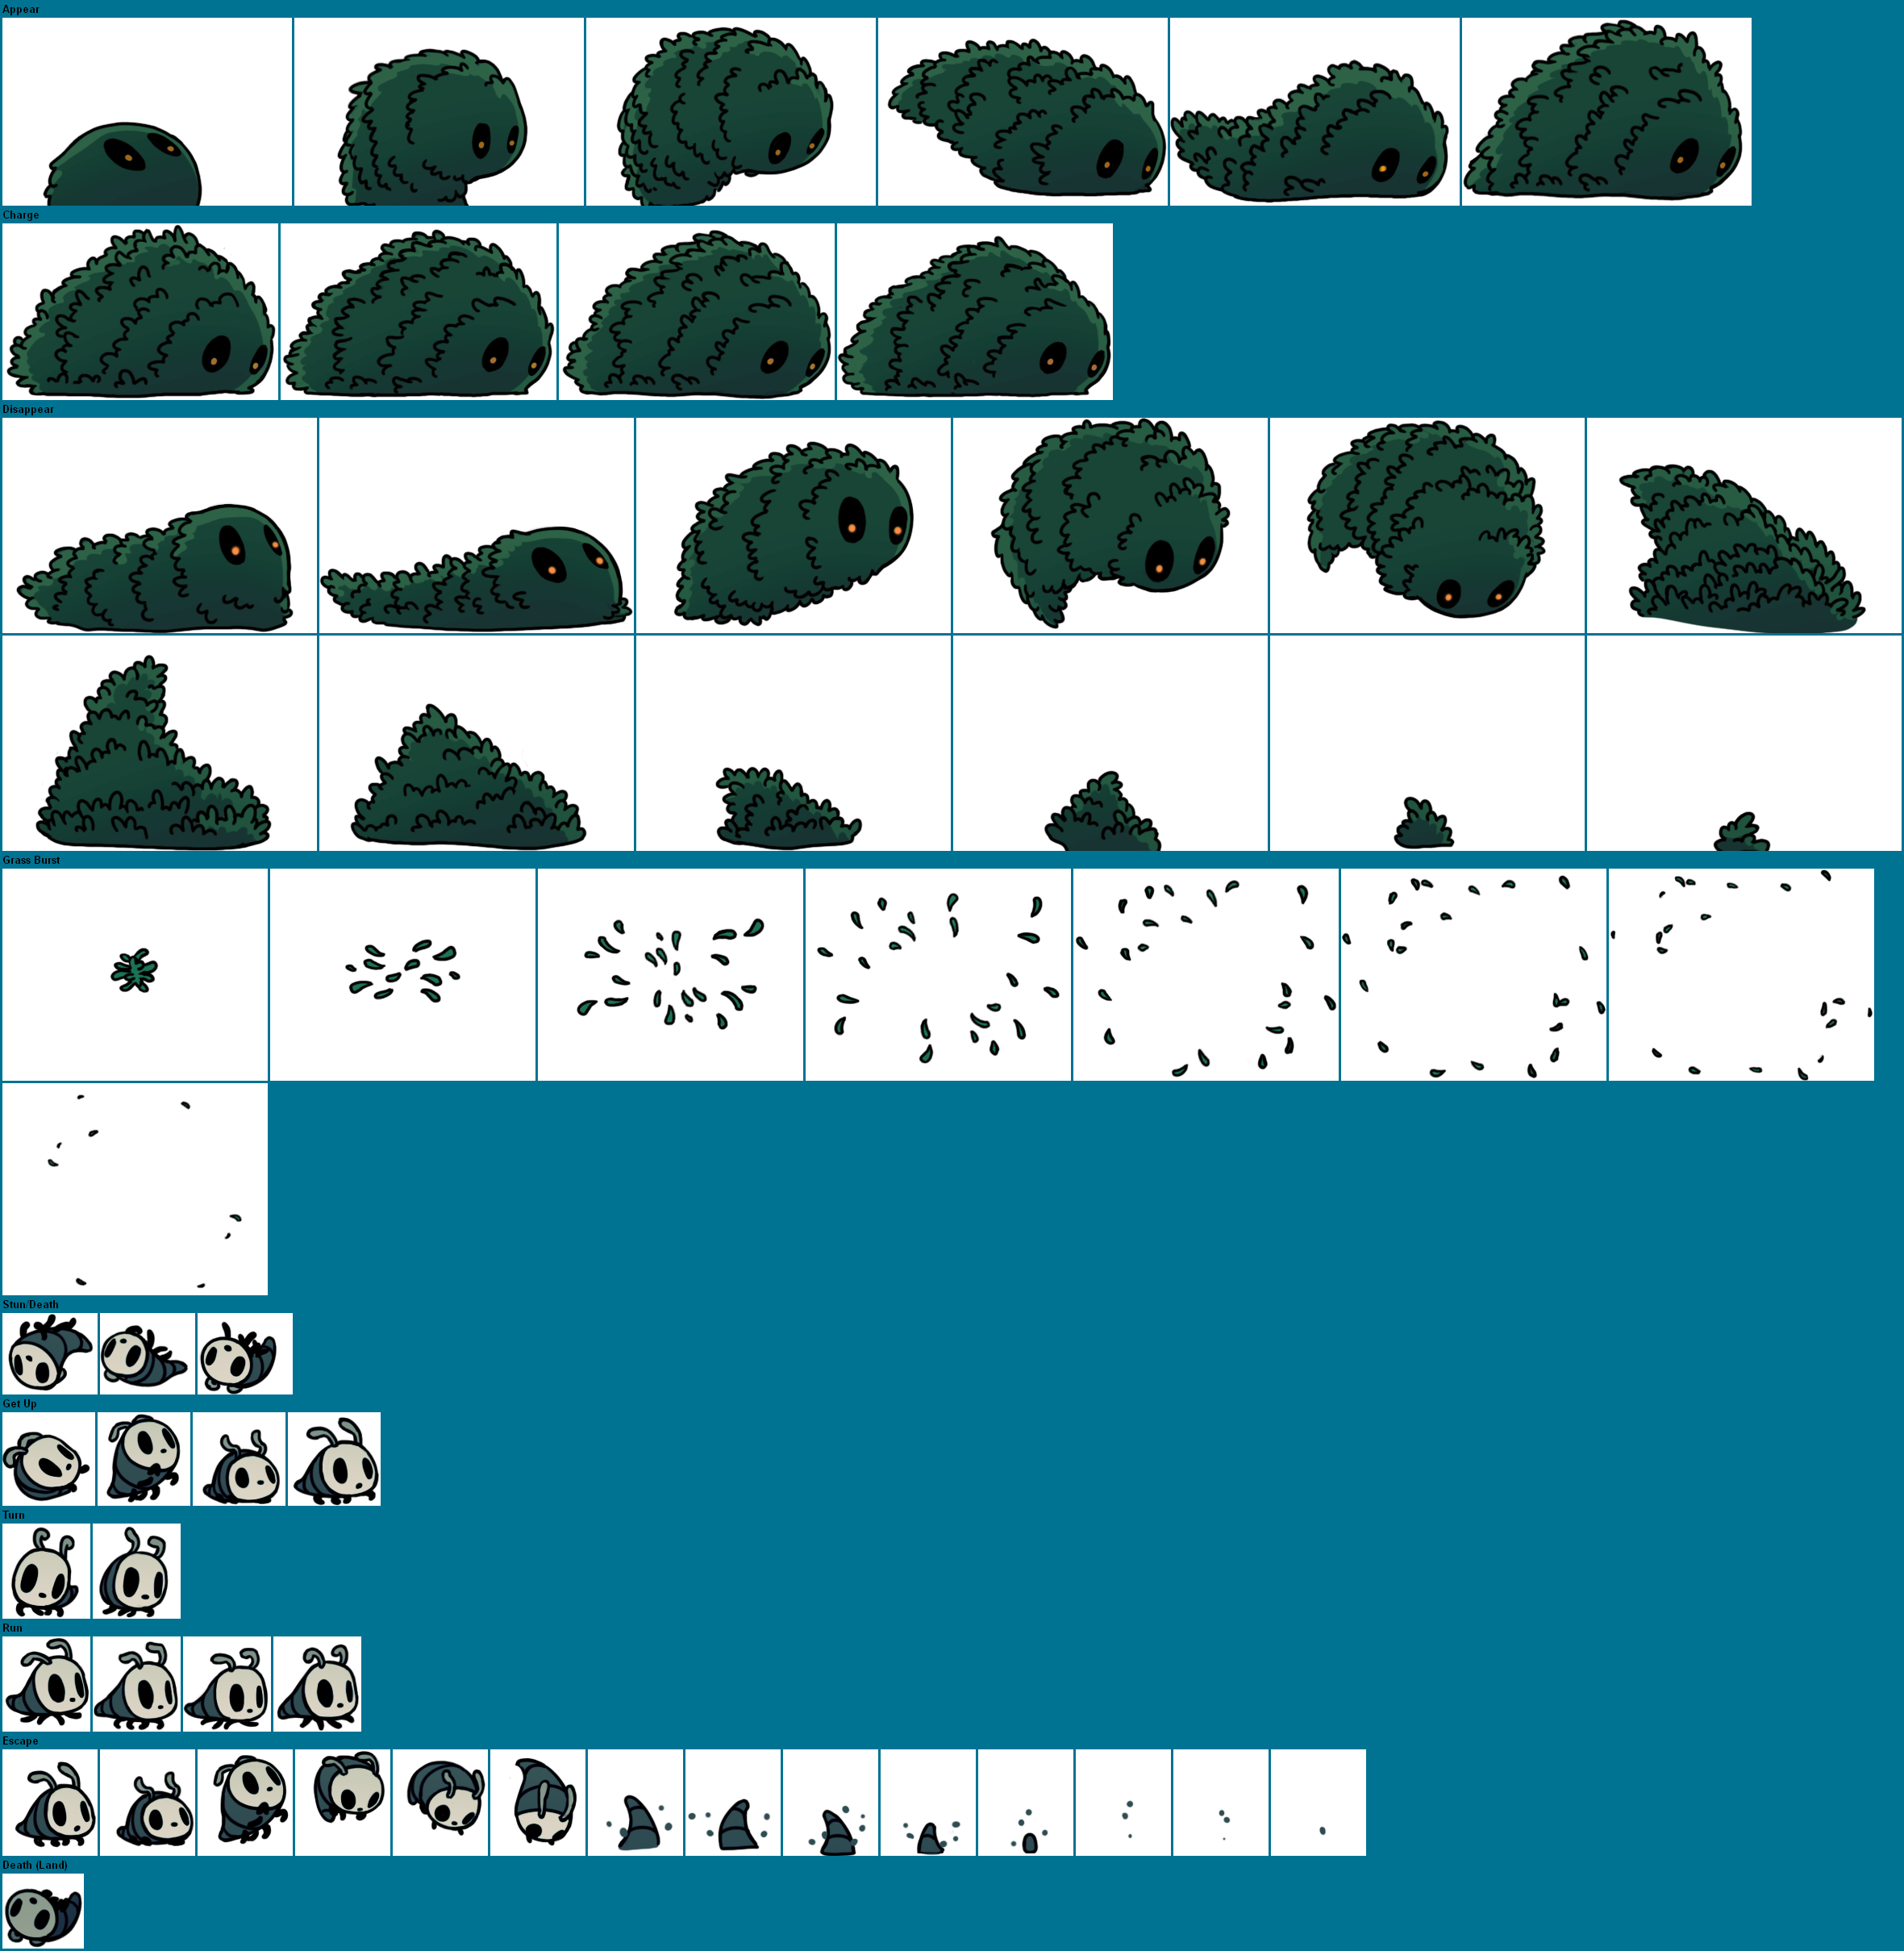 Appear
Charge
Disappear
Grass Burst
Stun/Death
Get Up
Turn
Run
Escape
Death (Land)